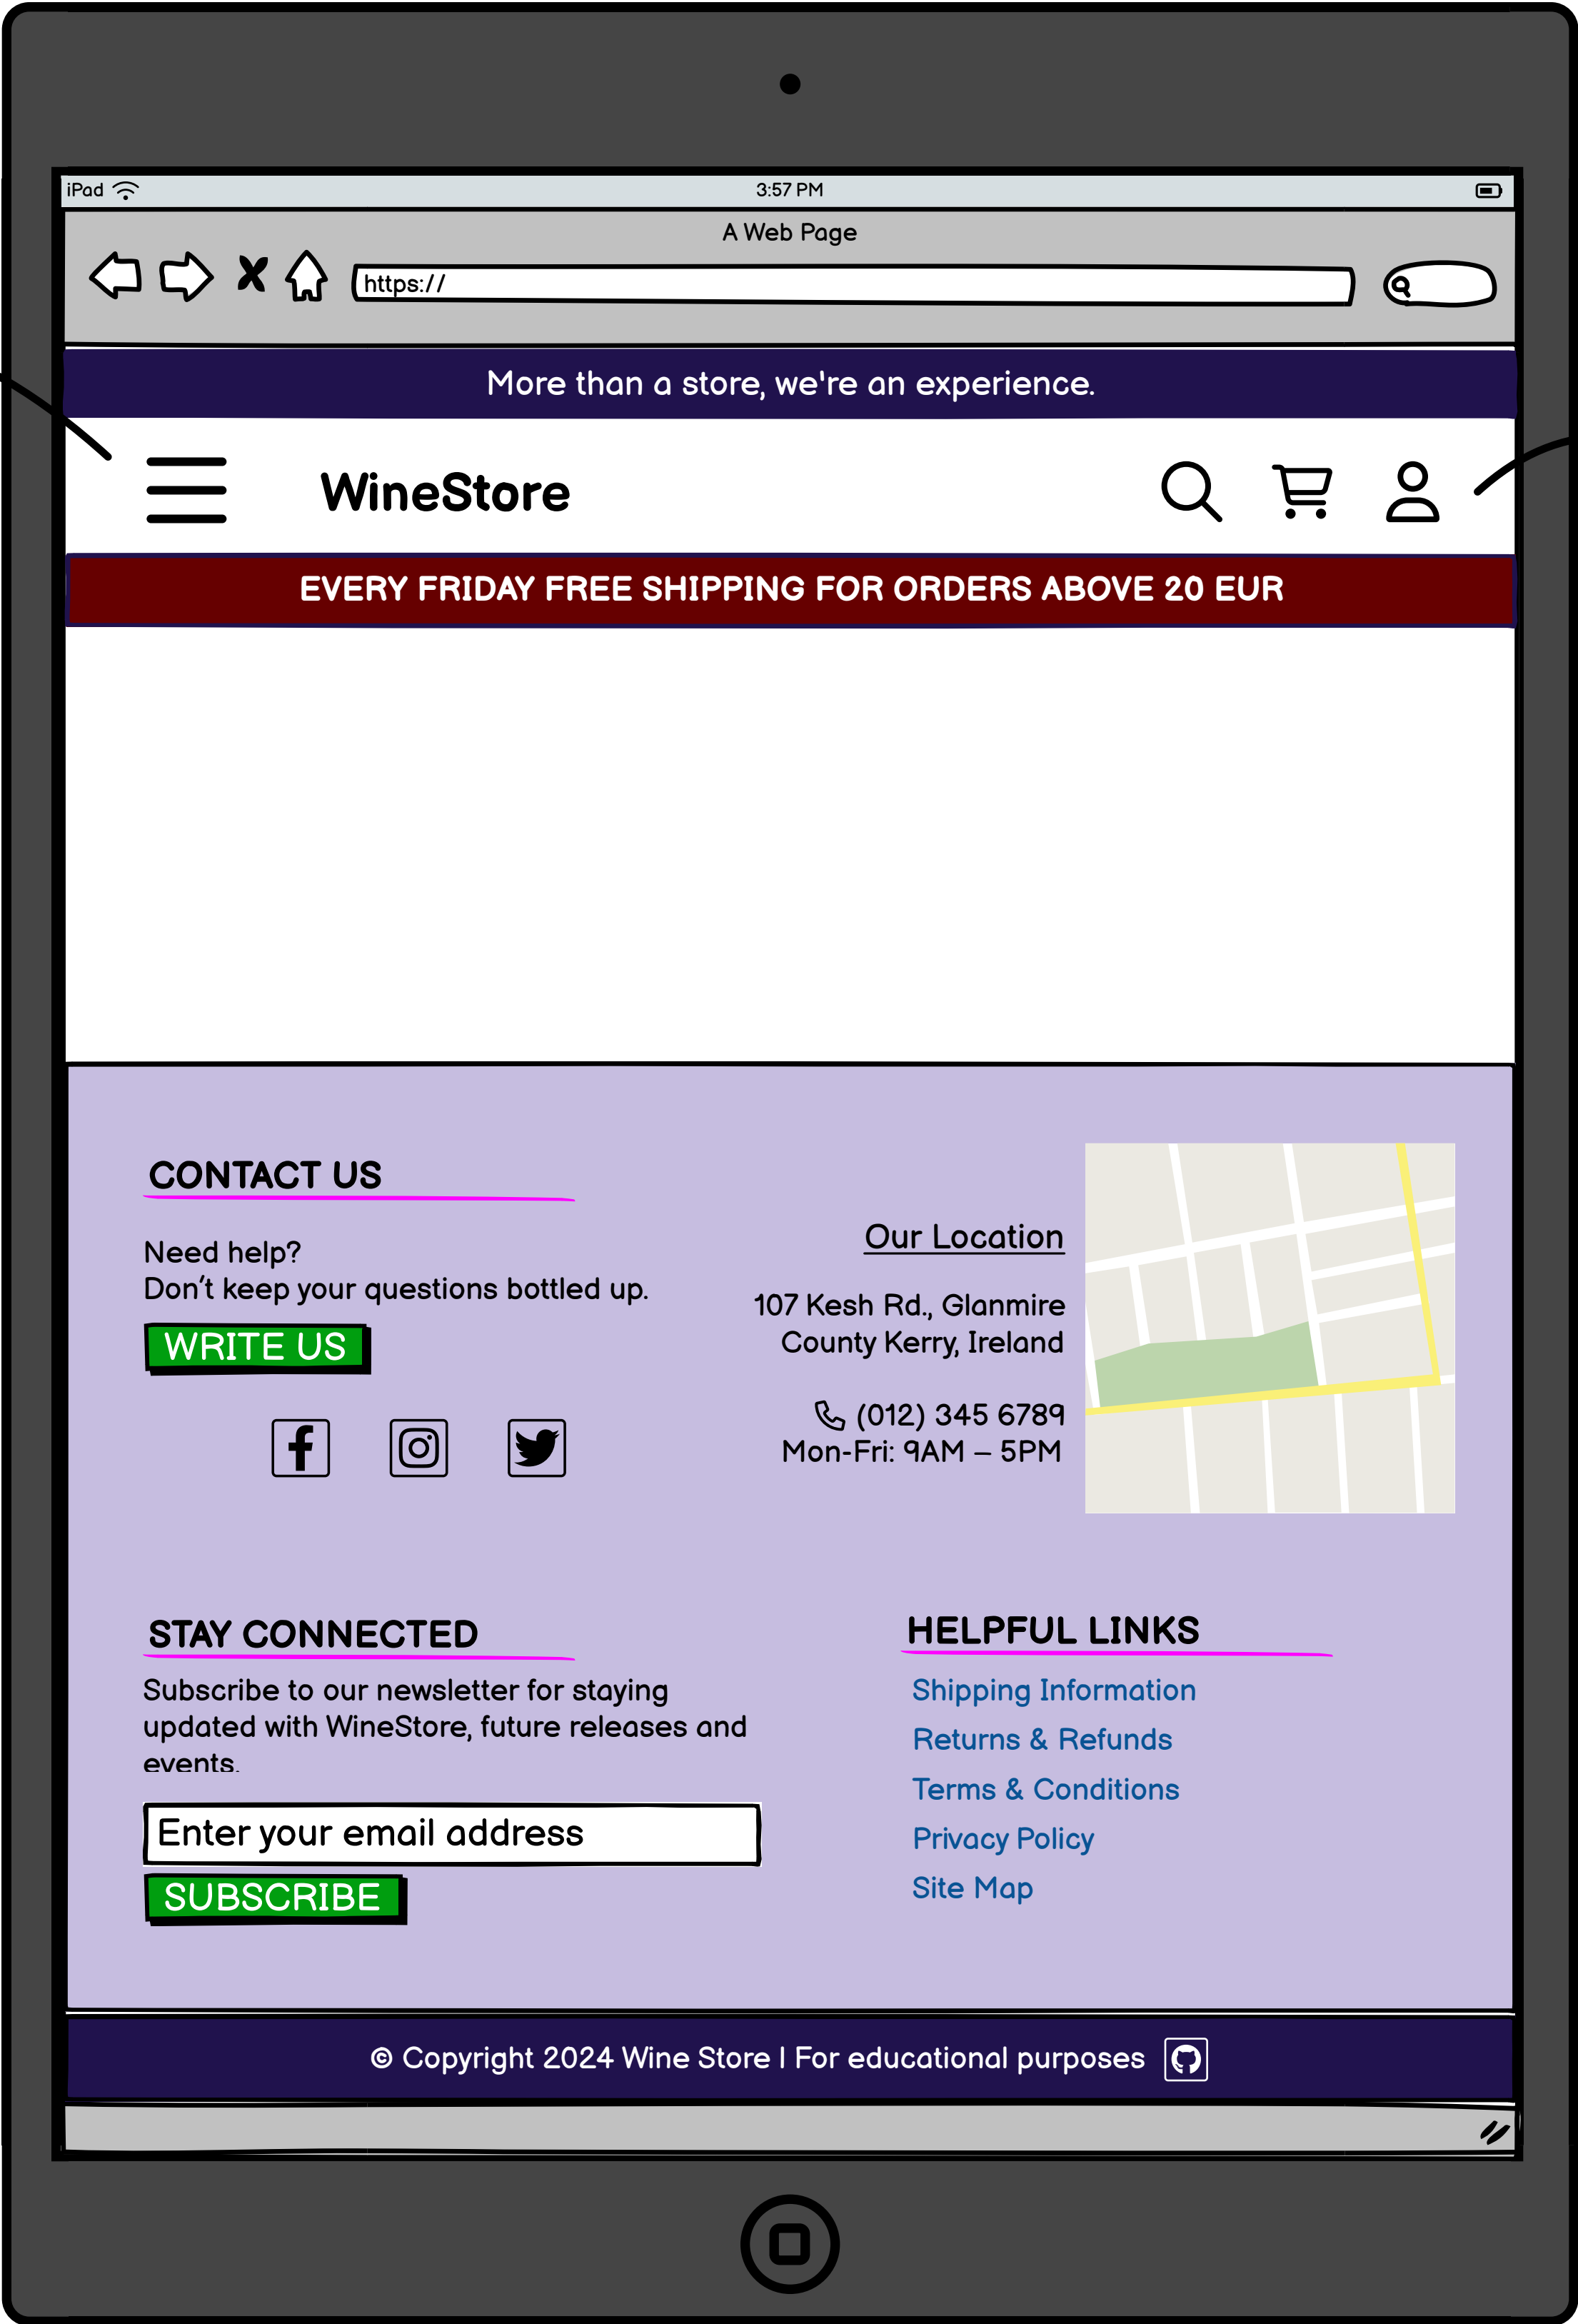 iPad
3:57 PM
A Web Page
https://
More than a store, we're an experience.
WineStore
EVERY FRIDAY FREE SHIPPING FOR ORDERS ABOVE 20 EUR
CONTACT US
Need help?
Don't keep your questions bottled up.
WRITE US
Our Location
107 Kesh Rd., Glanmire
County Kerry, Ireland
(012) 345 6789
Mon-Fri: 9AM – 5PM
STAY CONNECTED
Subscribe to our newsletter for staying
updated with WineStore, future releases and
events.
Enter your email address
SUBSCRIBE
HELPFUL LINKS
Shipping Information
Returns & Refunds
Terms & Conditions
Privacy Policy
Site Map
© Copyright 2024 Wine Store | For educational purposes